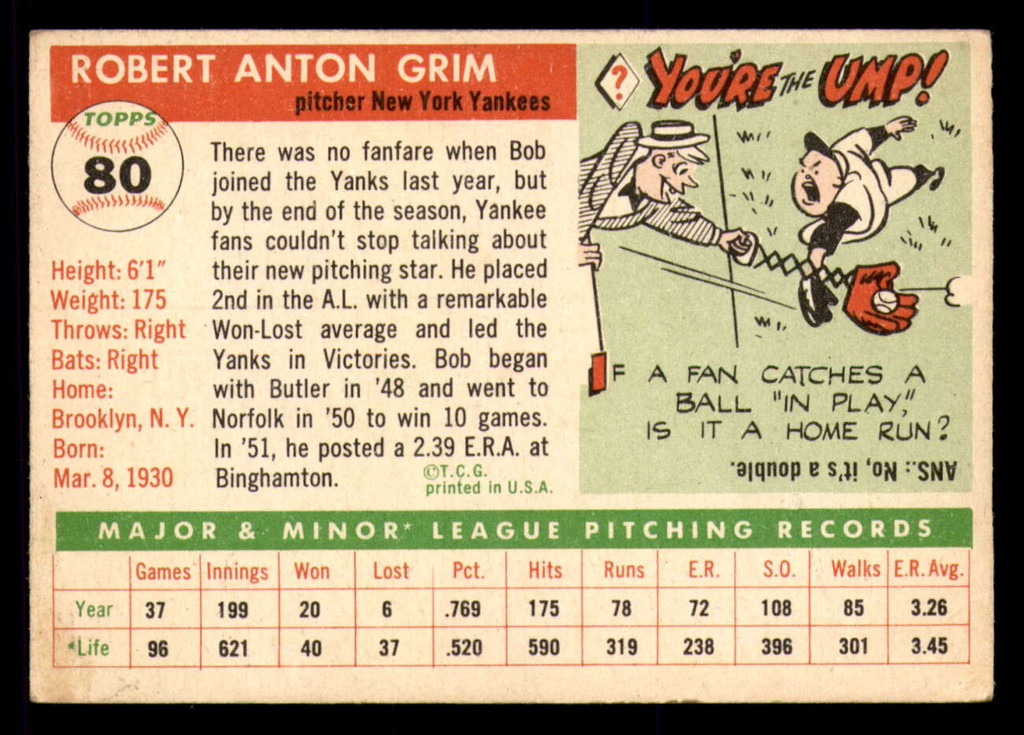 ROBERT ANTON GRIM
pitcher New York Yankees
TOPPS
80
Height: 6'1"
Weight: 175
Throws: Right
Bats: Right
Home:
Brooklyn, N. Y.
Born:
Mar. 8, 1930
There was no fanfare when Bob
joined the Yanks last year, but
by the end of the season, Yankee
fans couldn't stop talking about
their new pitching star. He placed
2nd in the A.L. with a remarkable
Won-Lost average and led the
Yanks in Victories. Bob began
with Butler in '48 and went to
Norfolk in '50 to win 10 games.
In '51, he posted a 2.39 E.R.A. at
Binghamton.
©T.C.G.
printed in U.S.A.
? YOU'RE THE UMP!
IF A FAN CATCHES A
BALL "IN PLAY,"
IS IT A HOME RUN?
ANS.: No, it's a double.
MAJOR & MINOR* LEAGUE PITCHING RECORDS
Games Innings Won Lost Pct. Hits Runs E.R. S.O. Walks E.R. Avg.
Year 37 199 20 6 .769 175 78 72 108 85 3.26
*Life 96 621 40 37 .520 590 319 238 396 301 3.45